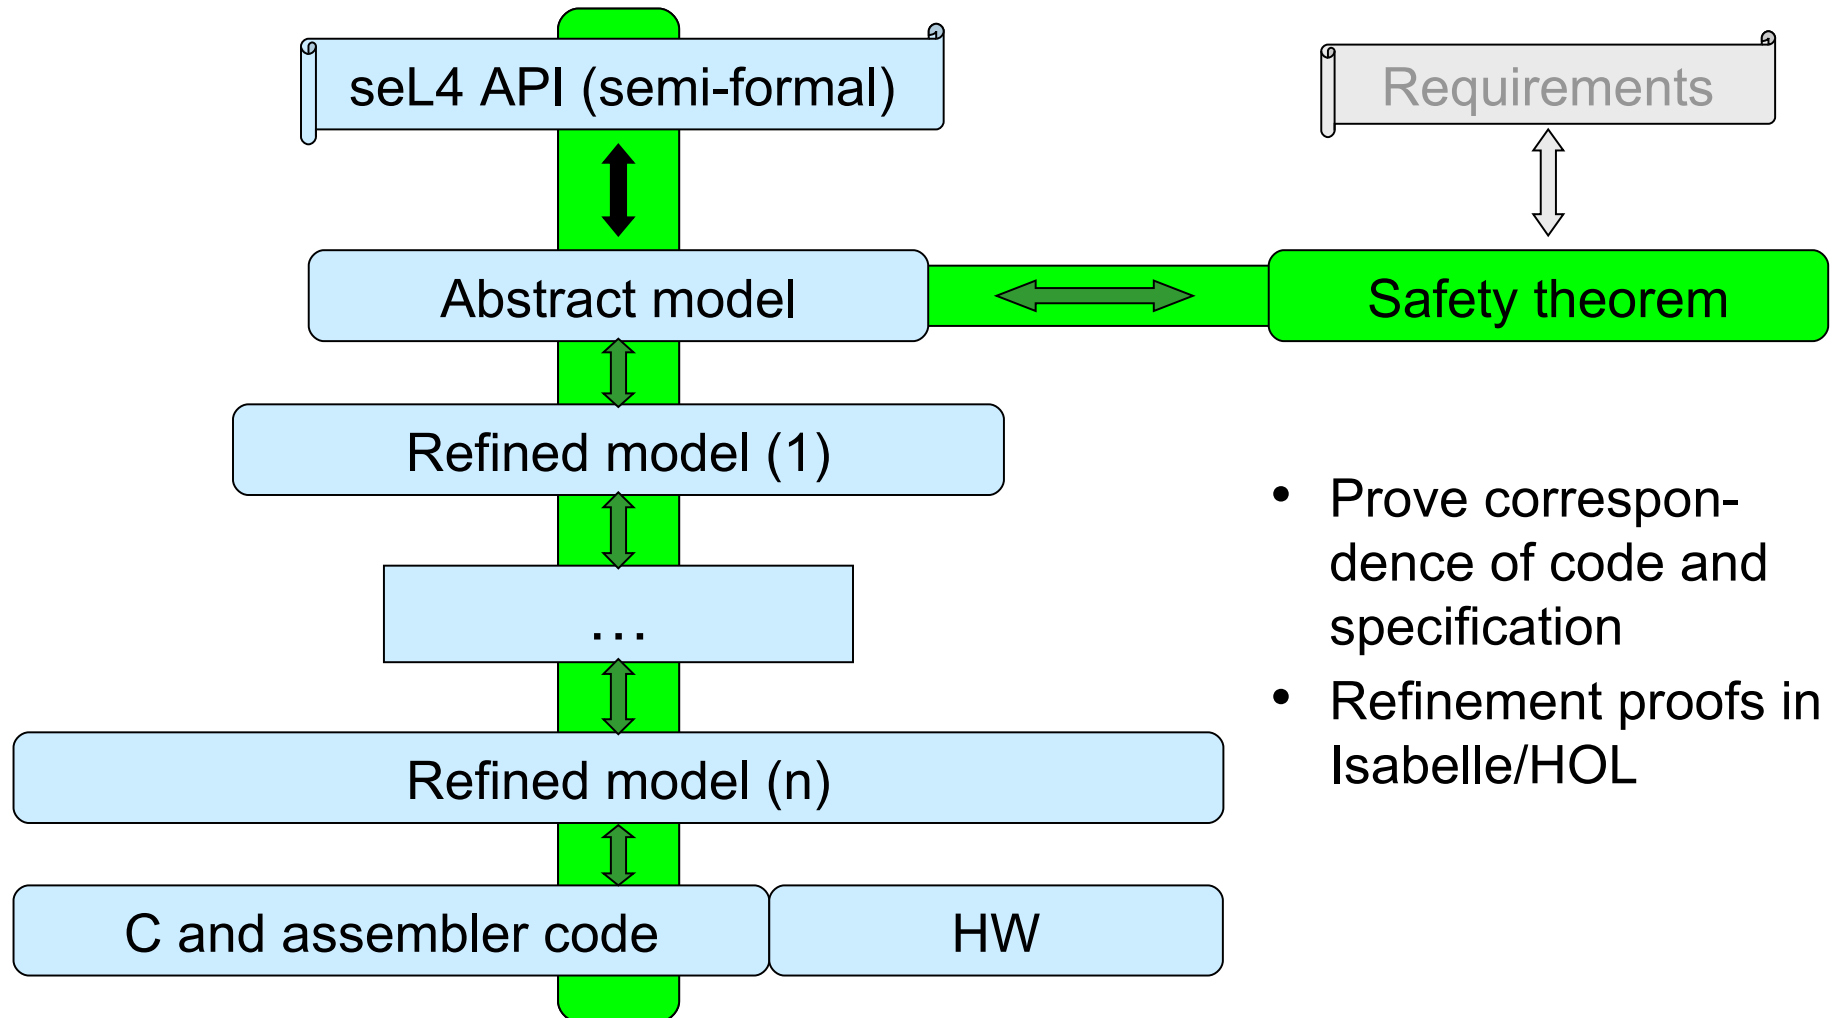 seL4 API (semi-formal)
Requirements
Abstract model
Safety theorem
Refined model (1)
…
Refined model (n)
C and assembler code
HW
• Prove correspon-
dence of code and
specification
• Refinement proofs in
Isabelle/HOL